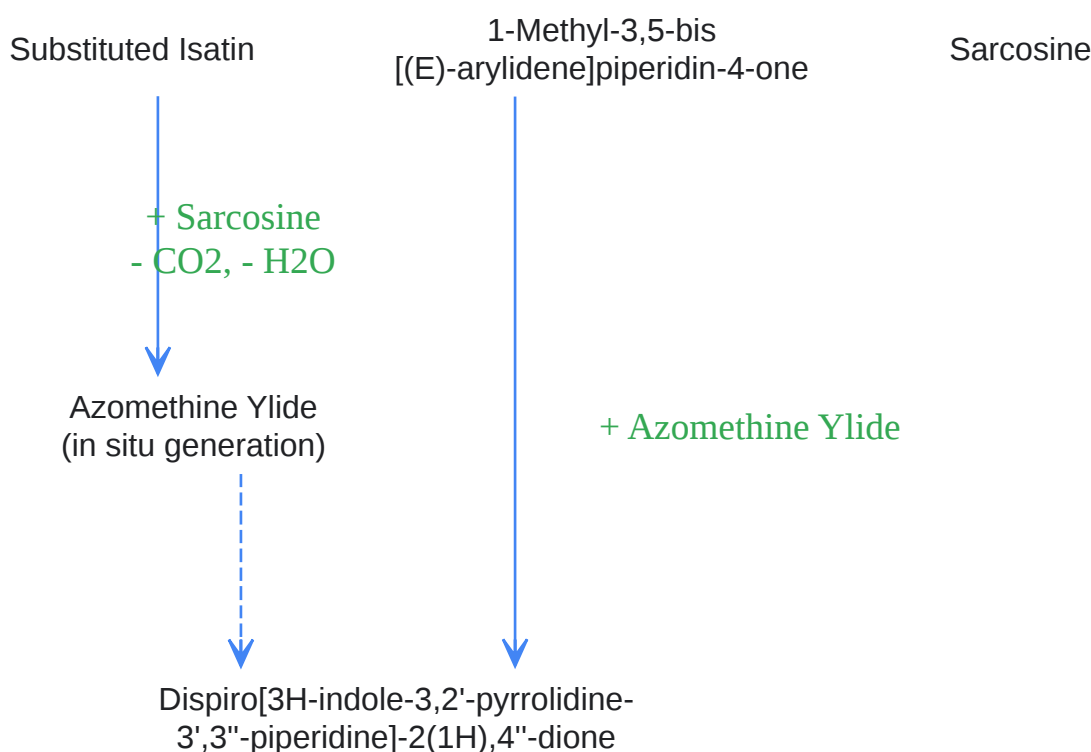 Substituted Isatin
1-Methyl-3,5-bis
[(E)-arylidene]piperidin-4-one
Sarcosine
+ Sarcosine
- CO2, - H2O
Azomethine Ylide
(in situ generation)
+ Azomethine Ylide
Dispiro[3H-indole-3,2'-pyrrolidine-
3',3''-piperidine]-2(1H),4''-dione